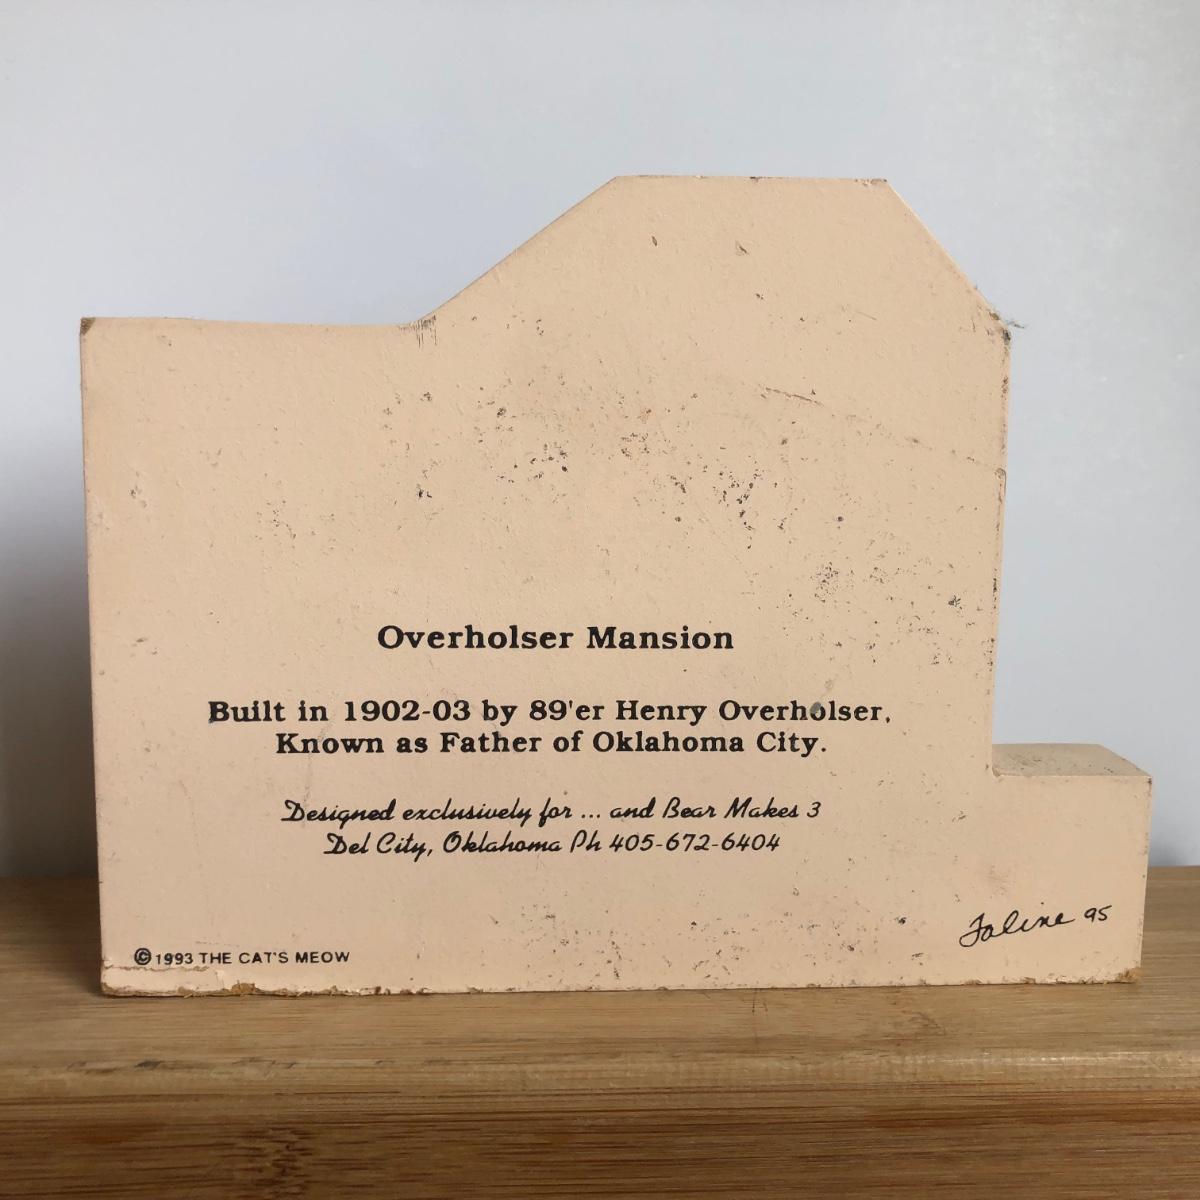 Overholser Mansion
Built in 1902-03 by 89'er Henry Overholser,
Known as Father of Oklahoma City.
Designed exclusively for ... and Bear Makes 3
Del City, Oklahoma Ph 405-672-6404
Faline 95
©1993 THE CAT'S MEOW